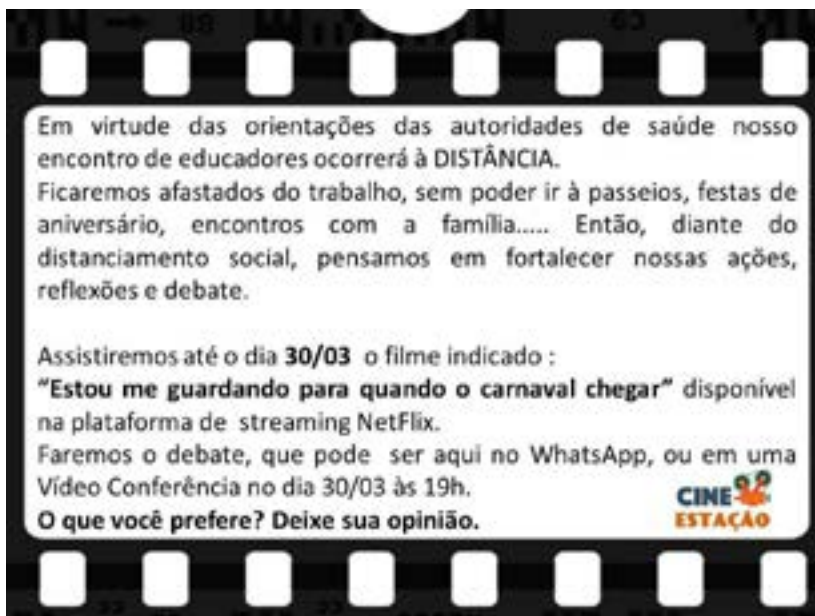 Em virtude das orientações das autoridades de saúde nosso
encontro de educadores ocorrerá à DISTÂNCIA.
Ficaremos afastados do trabalho, sem poder ir à passeios, festas de
aniversário, encontros com a família..... Então, diante do
distanciamento social, pensamos em fortalecer nossas ações,
reflexões e debate.
Assistiremos até o dia 30/03 o filme indicado :
"Estou me guardando para quando o carnaval chegar" disponível
na plataforma de streaming NetFlix.
Faremos o debate, que pode ser aqui no WhatsApp, ou em uma
Vídeo Conferência no dia 30/03 às 19h.
O que você prefere? Deixe sua opinião.
CINE
ESTAÇÃO